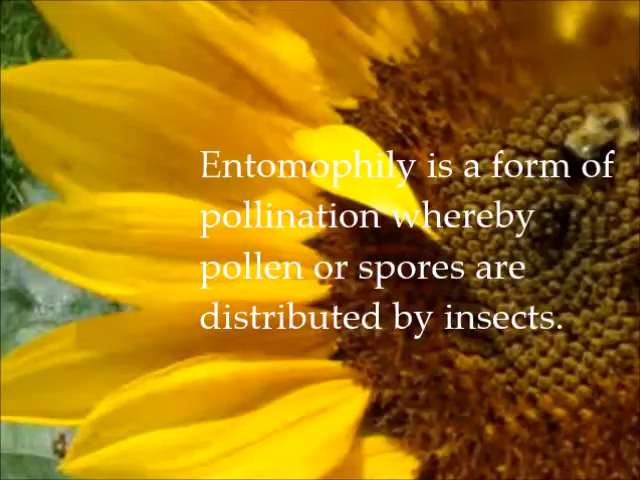 Entomophily is a form of
pollination whereby
pollen or spores are
distributed by insects.